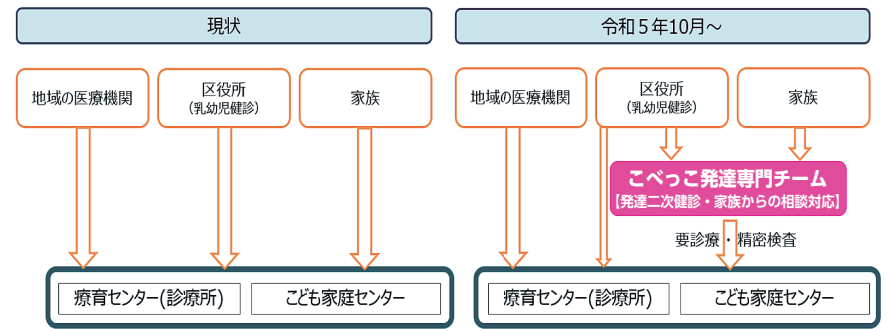 現状
地域の医療機関
区役所
(乳幼児健診)
家族
療育センター(診療所)
こども家庭センター
令和５年10月～
地域の医療機関
区役所
(乳幼児健診)
家族
こべっこ発達専門チーム
【発達二次健診・家族からの相談対応】
要診療・精密検査
療育センター(診療所)
こども家庭センター